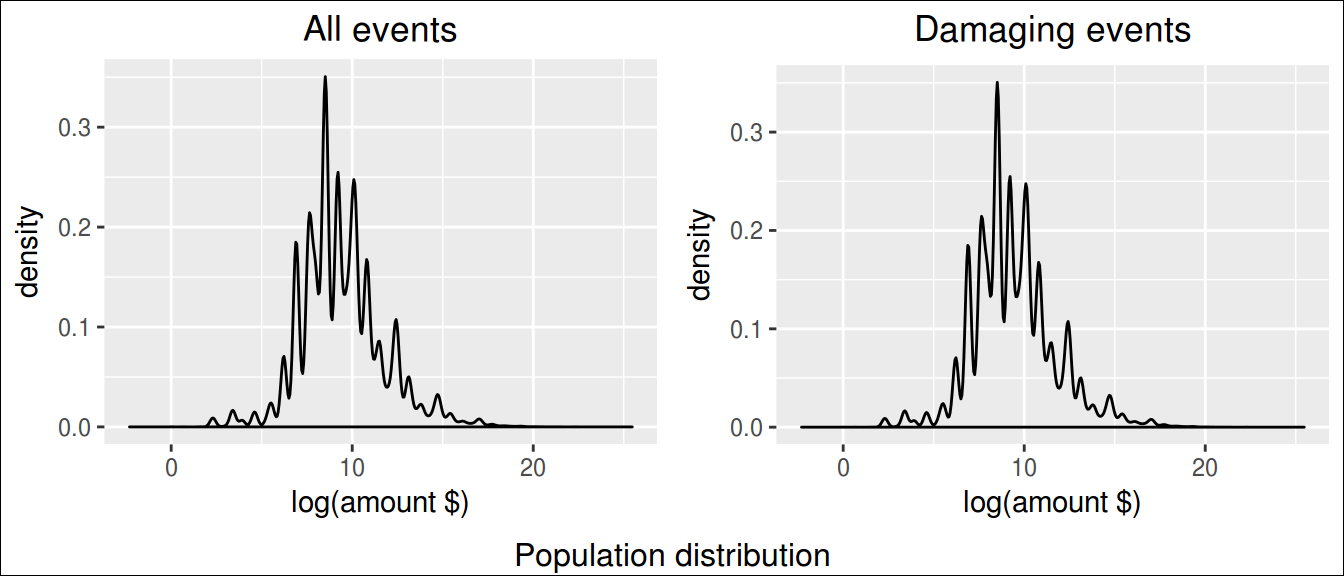 All events
density
0.3
0.2
0.1
0.0
0 10 20
log(amount $)
Damaging events
density
0.3
0.2
0.1
0.0
0 10 20
log(amount $)
Population distribution